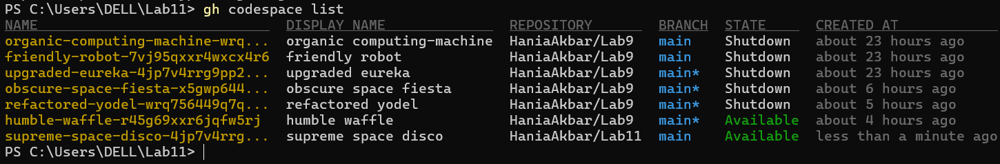 PS C:\Users\DELL\Lab11> gh codespace list
NAME DISPLAY NAME REPOSITORY BRANCH STATE CREATED AT
organic-computing-machine-wrq... organic computing-machine HaniaAkbar/Lab9 main Shutdown about 23 hours ago
friendly-robot-7vj95qxxr4wxcx4r6 friendly robot HaniaAkbar/Lab9 main Shutdown about 23 hours ago
upgraded-eureka-4jp7v4rrg9pp2... upgraded eureka HaniaAkbar/Lab9 main* Shutdown about 23 hours ago
obscure-space-fiesta-x5gwp644... obscure space fiesta HaniaAkbar/Lab9 main* Shutdown about 6 hours ago
refactored-yodel-wrq756449q7q... refactored yodel HaniaAkbar/Lab9 main* Shutdown about 5 hours ago
humble-waffle-r45g69xxr6jqfw5rj humble waffle HaniaAkbar/Lab9 main* Available about 4 hours ago
supreme-space-disco-4jp7v4rrg... supreme space disco HaniaAkbar/Lab11 main Available less than a minute ago
PS C:\Users\DELL\Lab11>